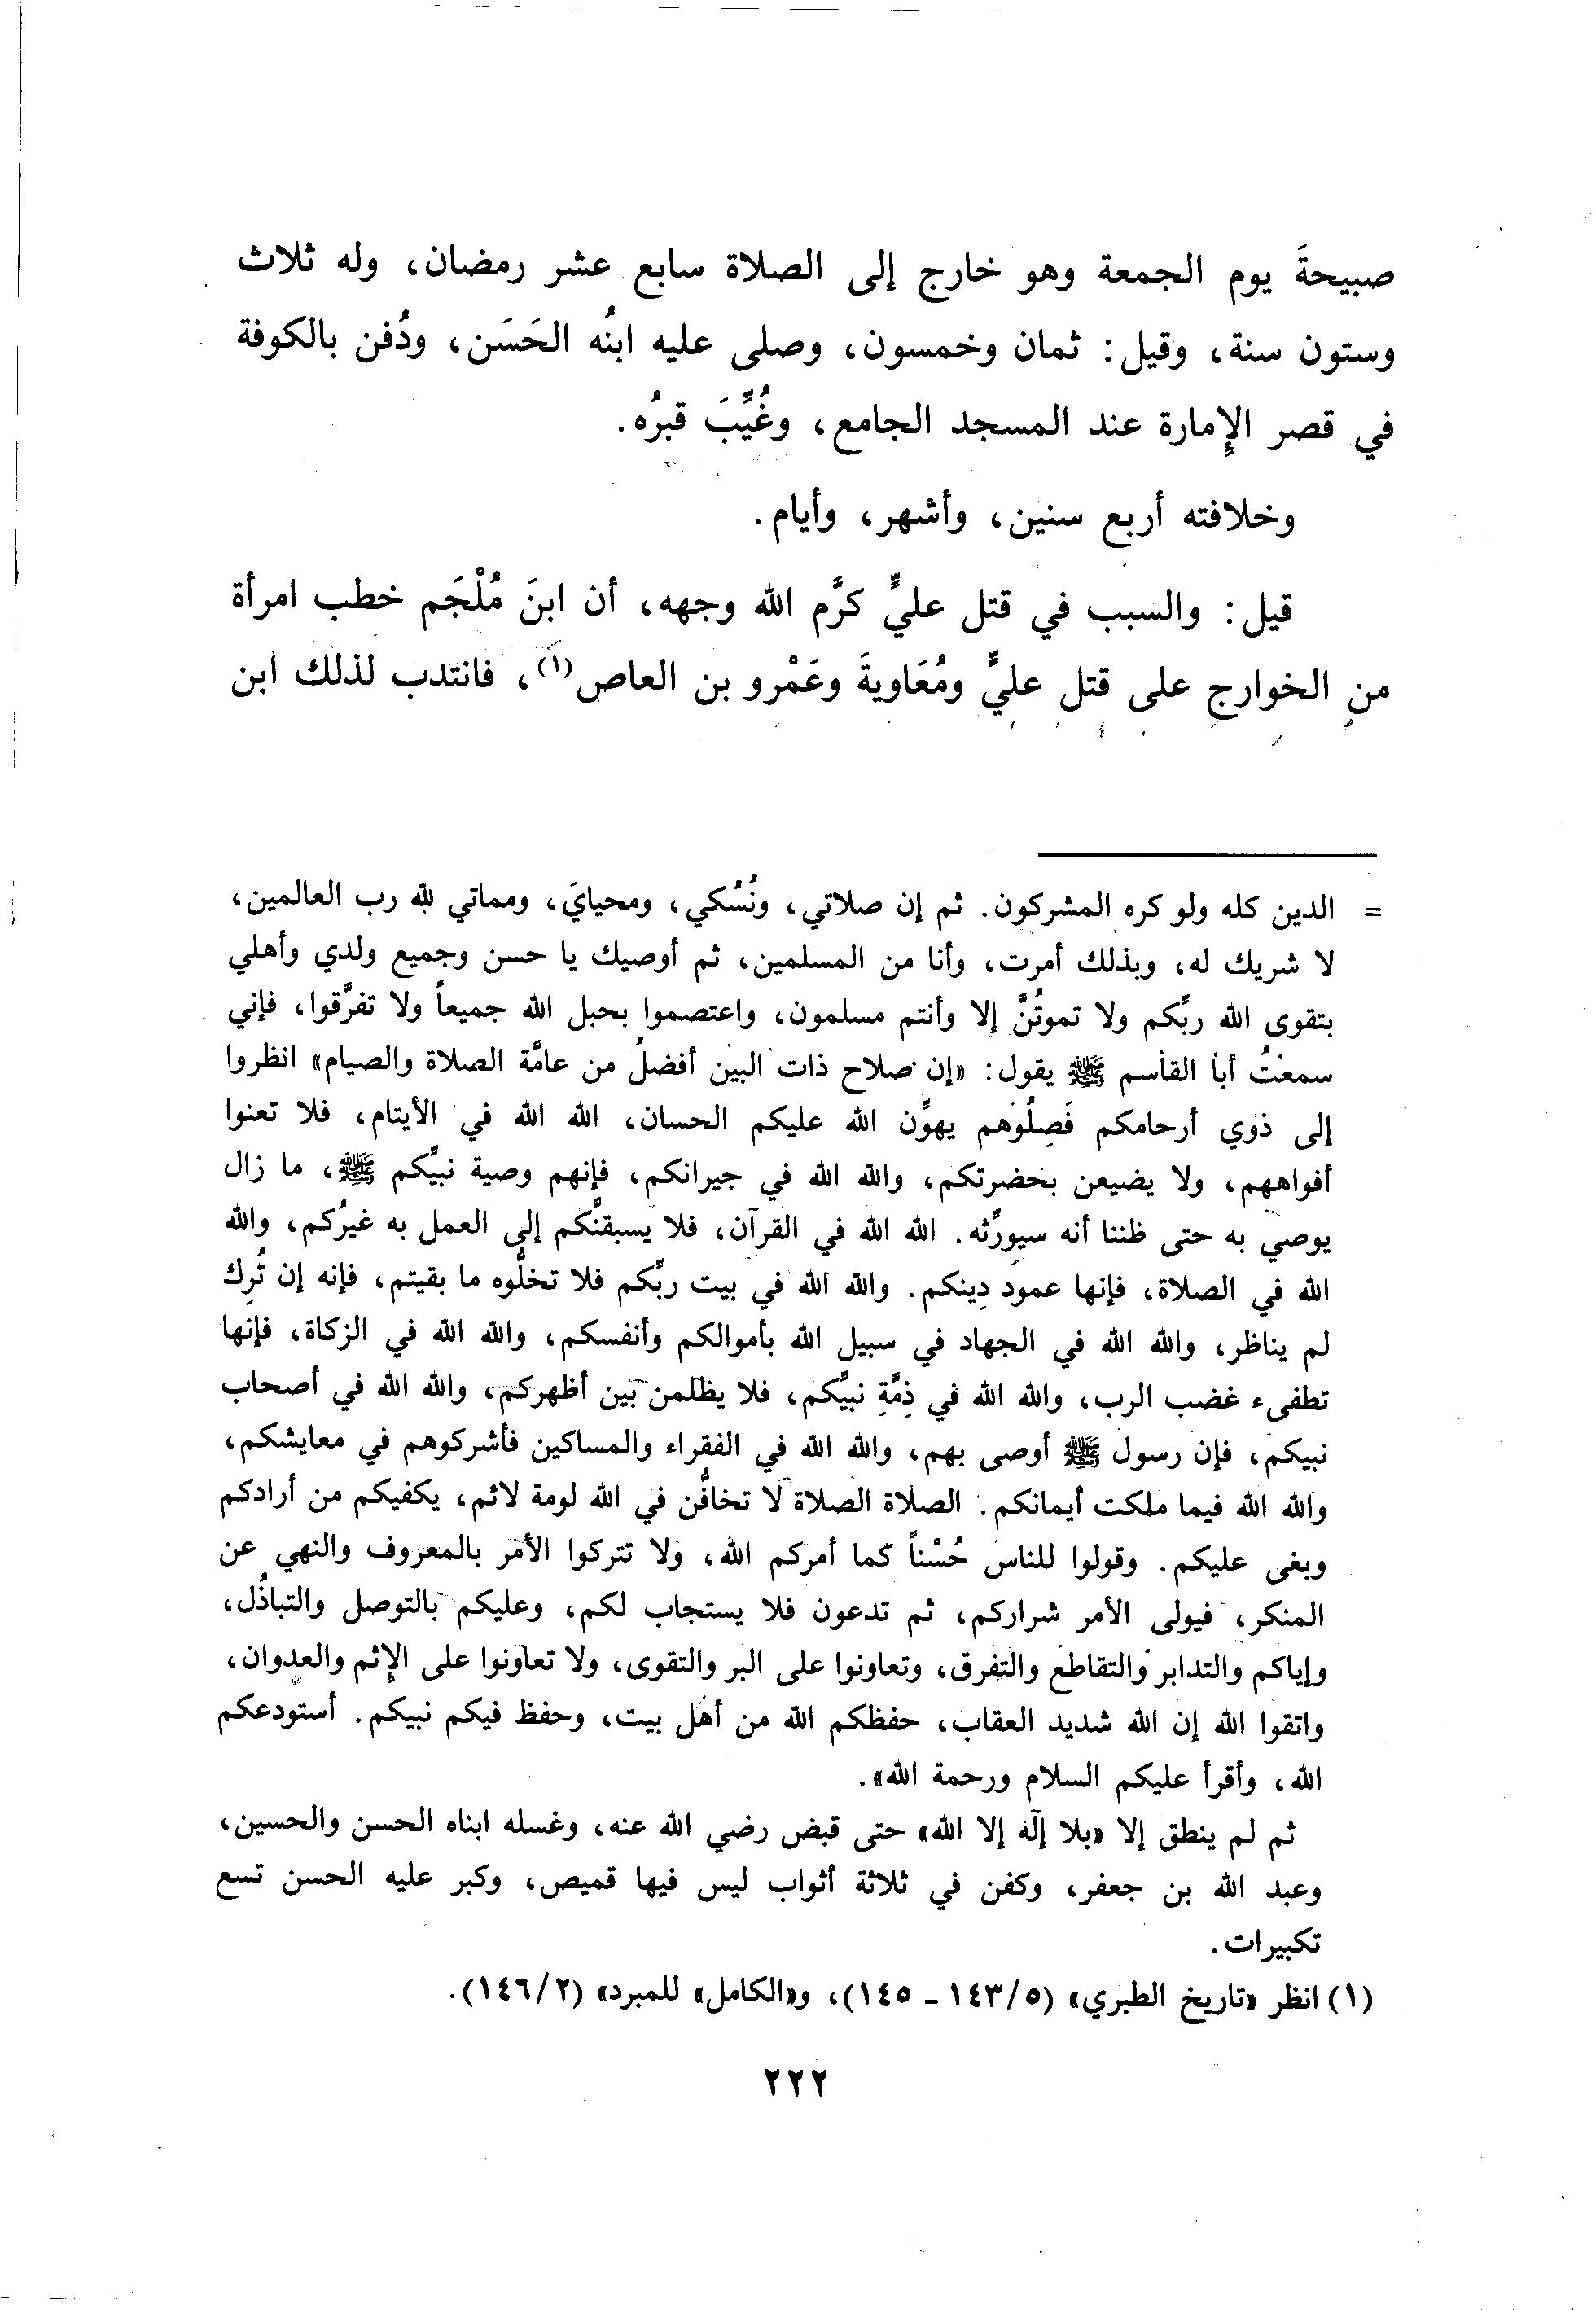 صبيحةَ يوم الجمعة وهو خارج إلى الصلاة سابع عشر رمضان، وله ثلاث
وستون سنة، وقيل: ثمان وخمسون، وصلى عليه ابنُه الحَسَن، ودُفن بالكوفة
في قصر الإِمارة عند المسجد الجامع، وغُيِّبَ قبرُه.
وخلافته أربع سنين، وأشهر، وأيام.
قيل: والسبب في قتل عليٍّ كرَّم الله وجهه، أن ابنَ مُلْجَم خطب امرأة
من الخوارج على قتل عليٍّ ومُعَاويةَ وعَمْرو بن العاص(١)، فانتدب لذلك ابن
= الدين كله ولو كره المشركون. ثم إن صلاتي، ونُسُكي، ومحيايَ، ومماتي لله رب العالمين،
لا شريك له، وبذلك أمرت، وأنا من المسلمين، ثم أوصيك يا حسن وجميع ولدي وأهلي
بتقوى الله ربِّكم ولا تموتُنَّ إلا وأنتم مسلمون، واعتصموا بحبل الله جميعاً ولا تفرَّقوا، فإني
سمعتُ أبا القاسم ﷺ يقول: «إن صلاح ذات البين أفضلُ من عامَّة الصلاة والصيام» انظروا
إلى ذوي أرحامكم فَصِلُوهم يهوِّن الله عليكم الحسان، الله الله في الأيتام، فلا تعنوا
أفواههم، ولا يضيعن بحضرتكم، والله الله في جيرانكم، فإنهم وصية نبيِّكم ﷺ، ما زال
يوصي به حتى ظننا أنه سيورِّثه. الله الله في القرآن، فلا يسبقنَّكم إلى العمل به غيرُكم، والله
الله في الصلاة، فإنها عمود دِينكم. والله الله في بيت ربِّكم فلا تخلُّوه ما بقيتم، فإنه إن تُرِك
لم يناظر، والله الله في الجهاد في سبيل الله بأموالكم وأنفسكم، والله الله في الزكاة، فإنها
تطفىء غضب الرب، والله الله في ذِمَّةِ نبيِّكم، فلا يظلمن بين أظهركم، والله الله في أصحاب
نبيكم، فإن رسول ﷺ أوصى بهم، والله الله في الفقراء والمساكين فأشركوهم في معايشكم،
والله الله فيما ملكت أيمانكم. الصلاة الصلاة لا تخافُّن في الله لومة لائم، يكفيكم من أرادكم
وبغى عليكم. وقولوا للناس حُسْناً كما أمركم الله، ولا تتركوا الأمر بالمعروف والنهي عن
المنكر، فيولى الأمر شراركم، ثم تدعون فلا يستجاب لكم، وعليكم بالتوصل والتباذُل،
وإياكم والتدابر والتقاطع والتفرق، وتعاونوا على البر والتقوى، ولا تعاونوا على الإِثم والعدوان،
واتقوا الله إن الله شديد العقاب، حفظكم الله من أهل بيت، وحفظ فيكم نبيكم. أستودعكم
الله، وأقرأ عليكم السلام ورحمة الله».
ثم لم ينطق إلا «بلا إلٓه إلا الله» حتى قبض رضي الله عنه، وغسله ابناه الحسن والحسين،
وعبد الله بن جعفر، وكفن في ثلاثة أثواب ليس فيها قميص، وكبر عليه الحسن تسع
تكبيرات.
(١) انظر «تاريخ الطبري» (٥/١٤٣ - ١٤٥)، و«الكامل» للمبرد» (٢/١٤٦).
٢٢٢